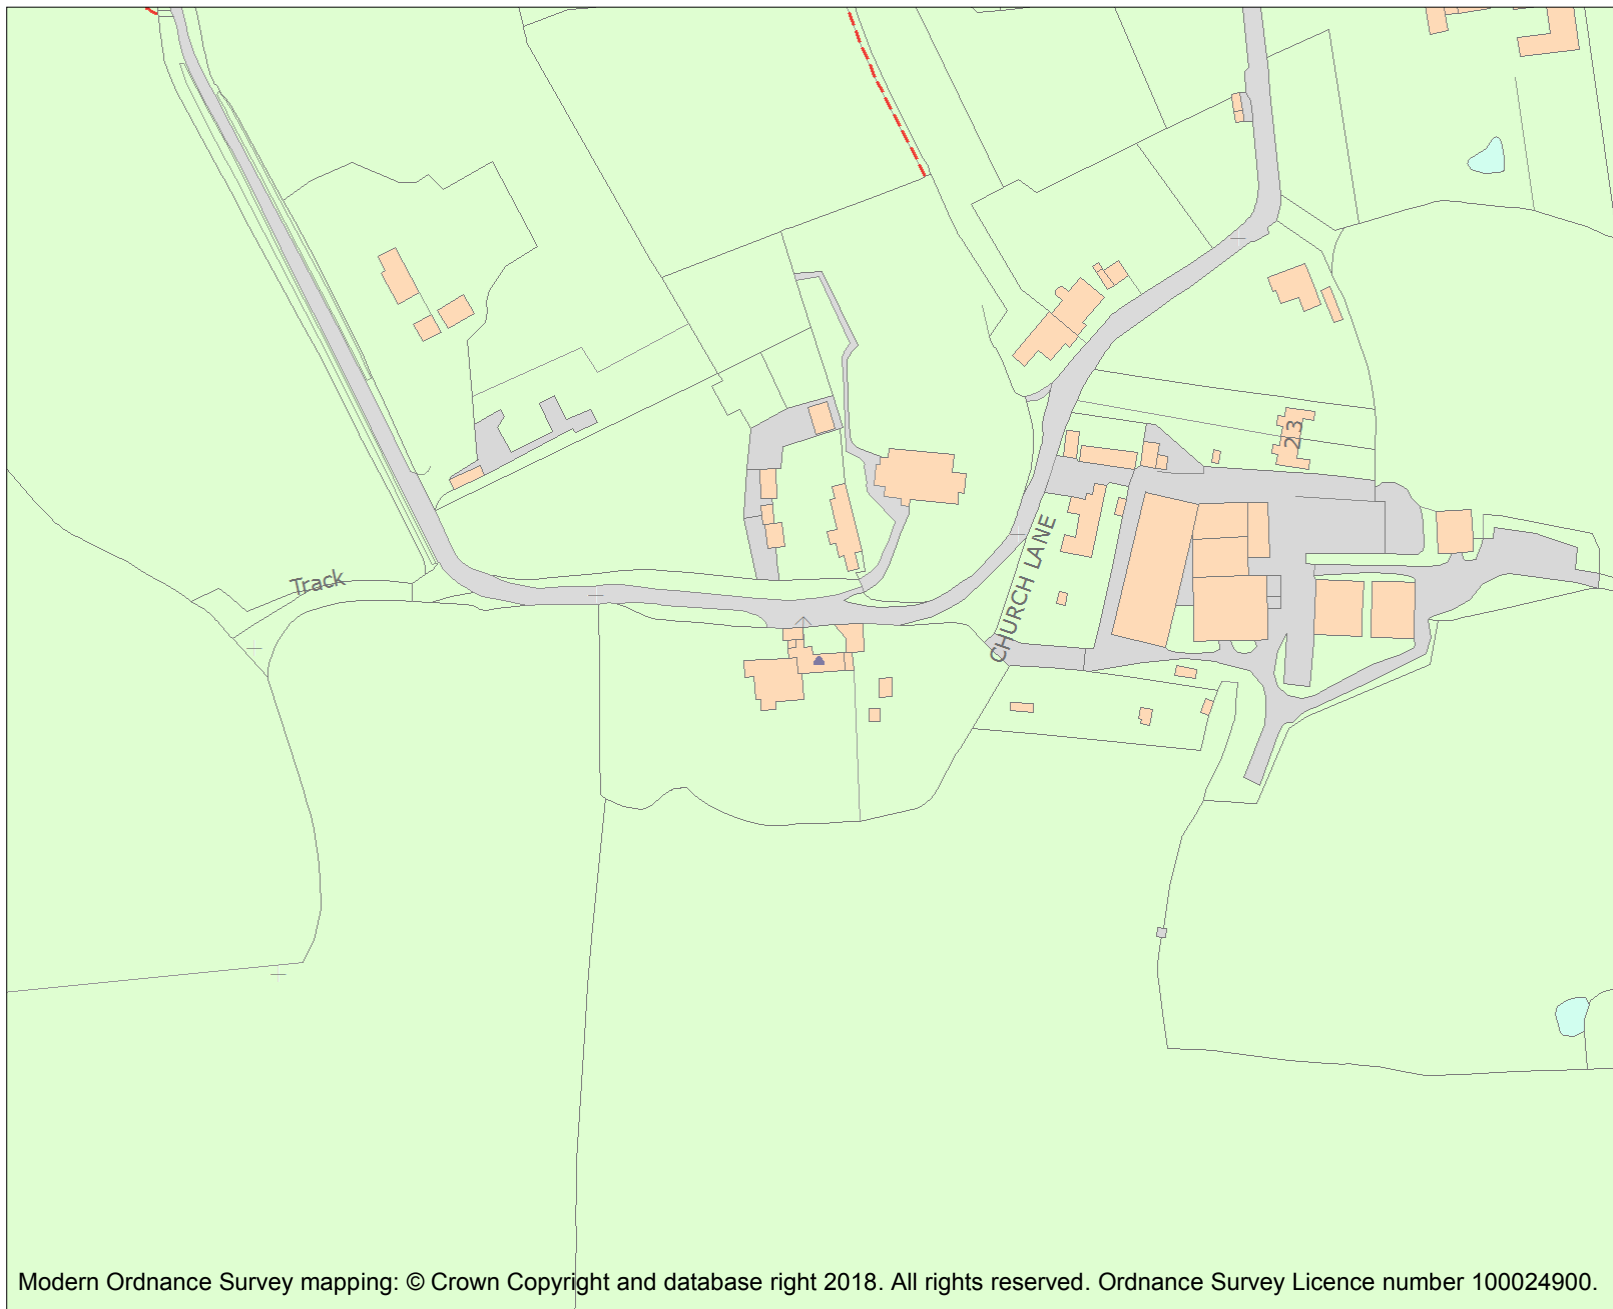 23
Track
CHURCH LANE
Modern Ordnance Survey mapping: © Crown Copyright and database right 2018. All rights reserved. Ordnance Survey Licence number 100024900.